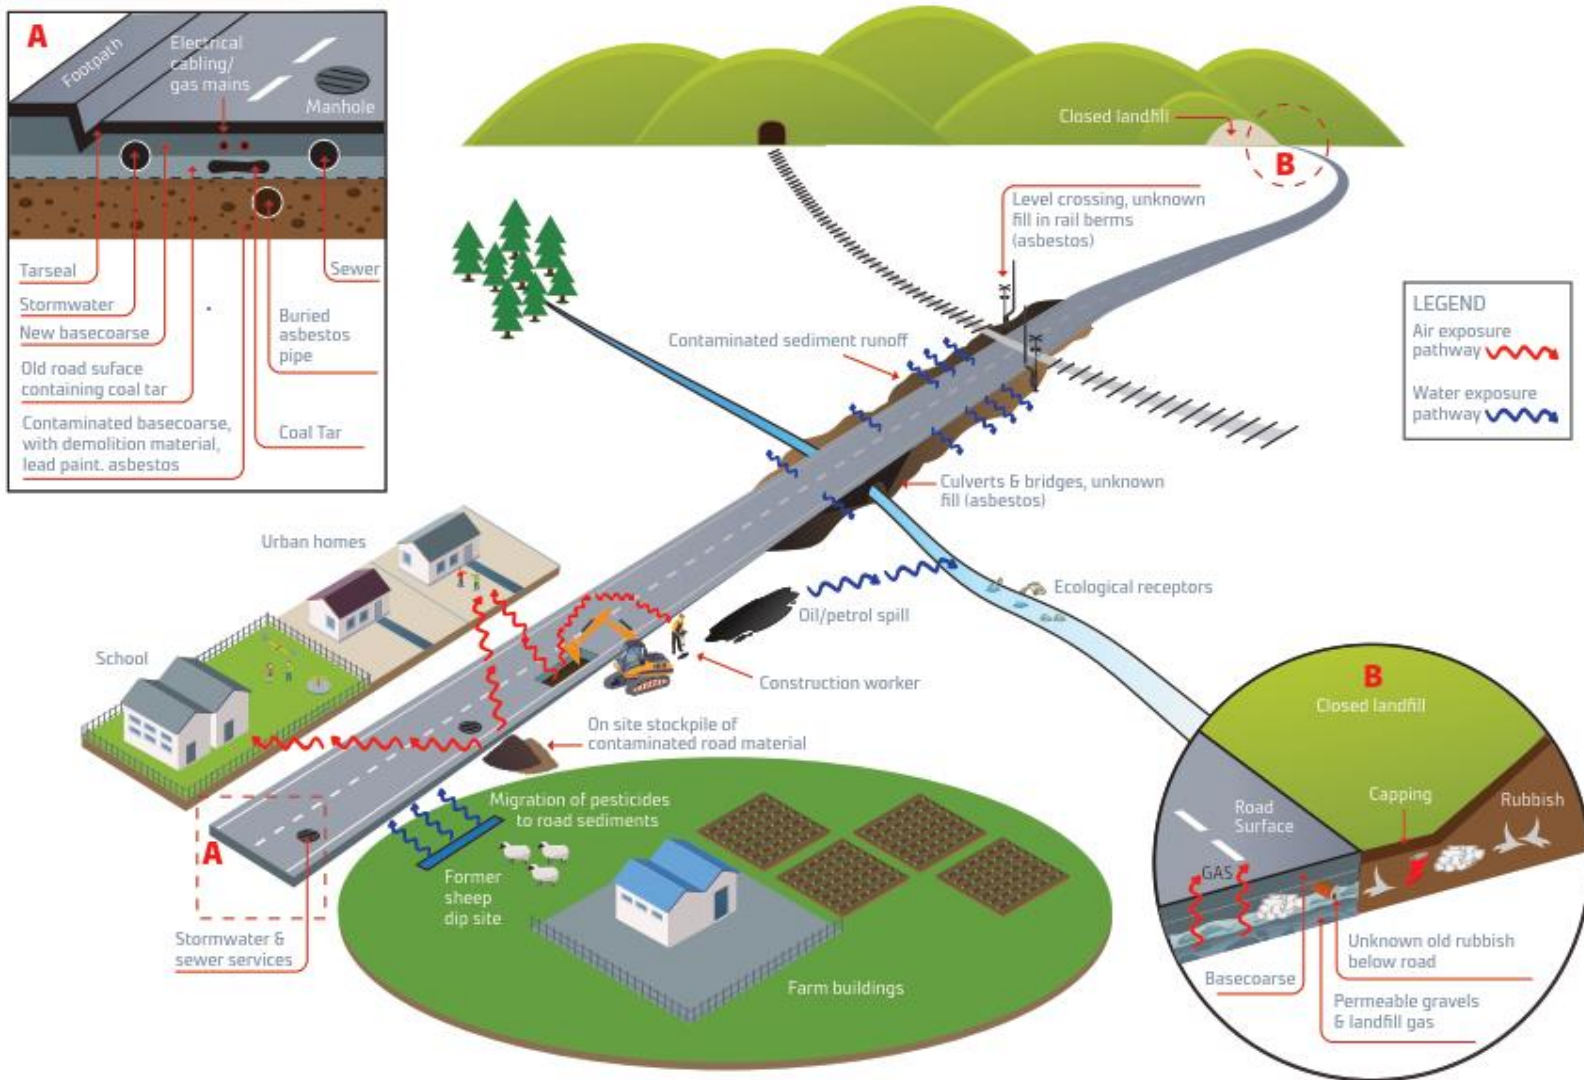 A
Footpath
Electrical
cabling/
gas mains
Manhole
Tarseal
Stormwater
New basecoarse
Old road suface
containing coal tar
Contaminated basecoarse,
with demolition material,
lead paint. asbestos
Sewer
Buried
asbestos
pipe
Coal Tar
Closed landfill
B
Level crossing, unknown
fill in rail berms
(asbestos)
LEGEND
Air exposure
pathway
Water exposure
pathway
Contaminated sediment runoff
Culverts & bridges, unknown
fill (asbestos)
Urban homes
School
Ecological receptors
Oil/petrol spill
Construction worker
On site stockpile of
contaminated road material
Migration of pesticides
to road sediments
Former
sheep
dip site
A
Stormwater &
sewer services
Farm buildings
B
Closed landfill
Road
Surface
Capping
Rubbish
GAS
Unknown old rubbish
below road
Basecoarse
Permeable gravels
& landfill gas